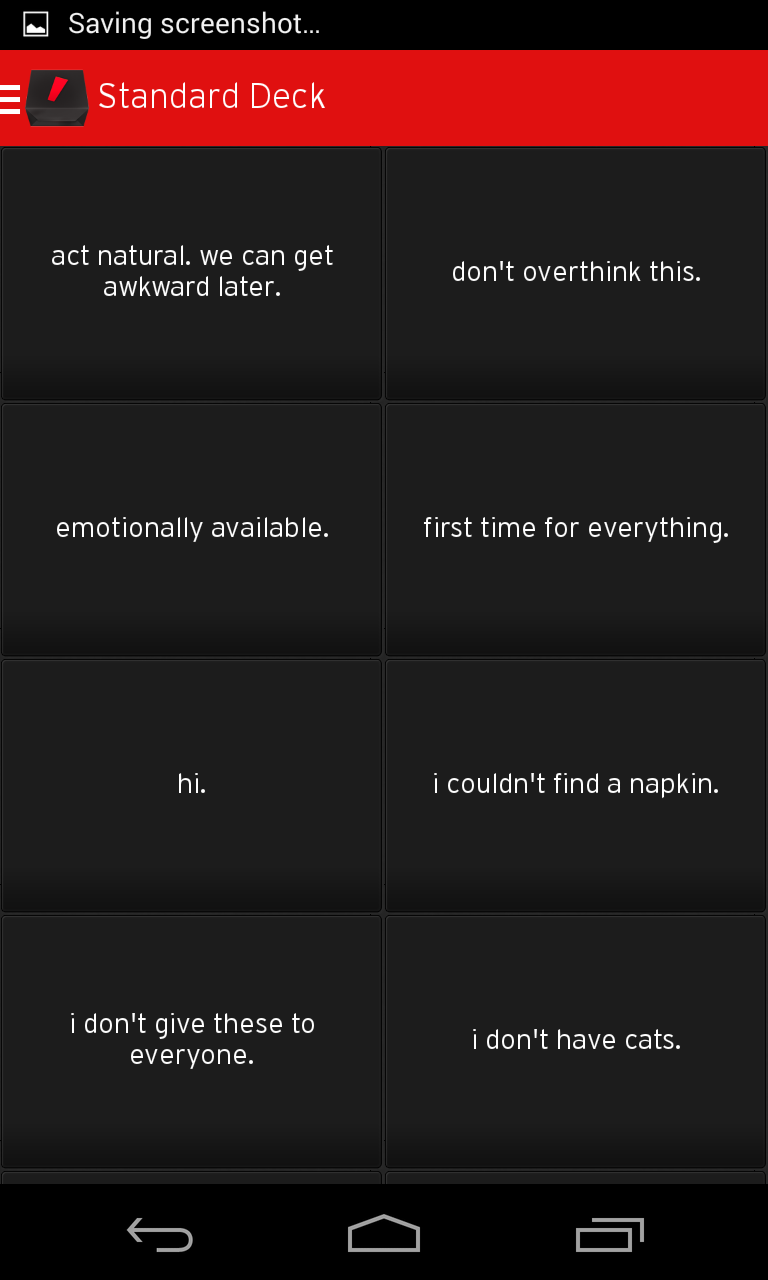 Saving screenshot...
Standard Deck
act natural. we can get
awkward later.
don't overthink this.
emotionally available.
first time for everything.
hi.
i couldn't find a napkin.
i don't give these to
everyone.
i don't have cats.